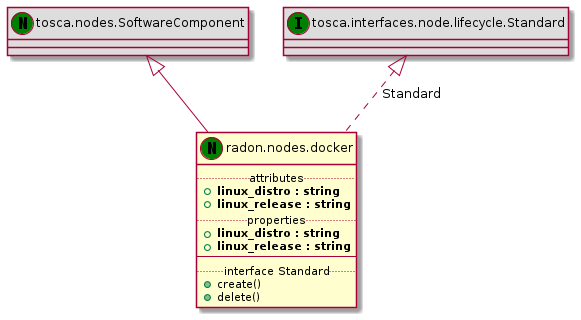 N tosca.nodes.SoftwareComponent
I tosca.interfaces.node.lifecycle.Standard
Standard
N radon.nodes.docker
attributes
linux_distro : string
linux_release : string
properties
linux_distro : string
linux_release : string
interface Standard
create()
delete()